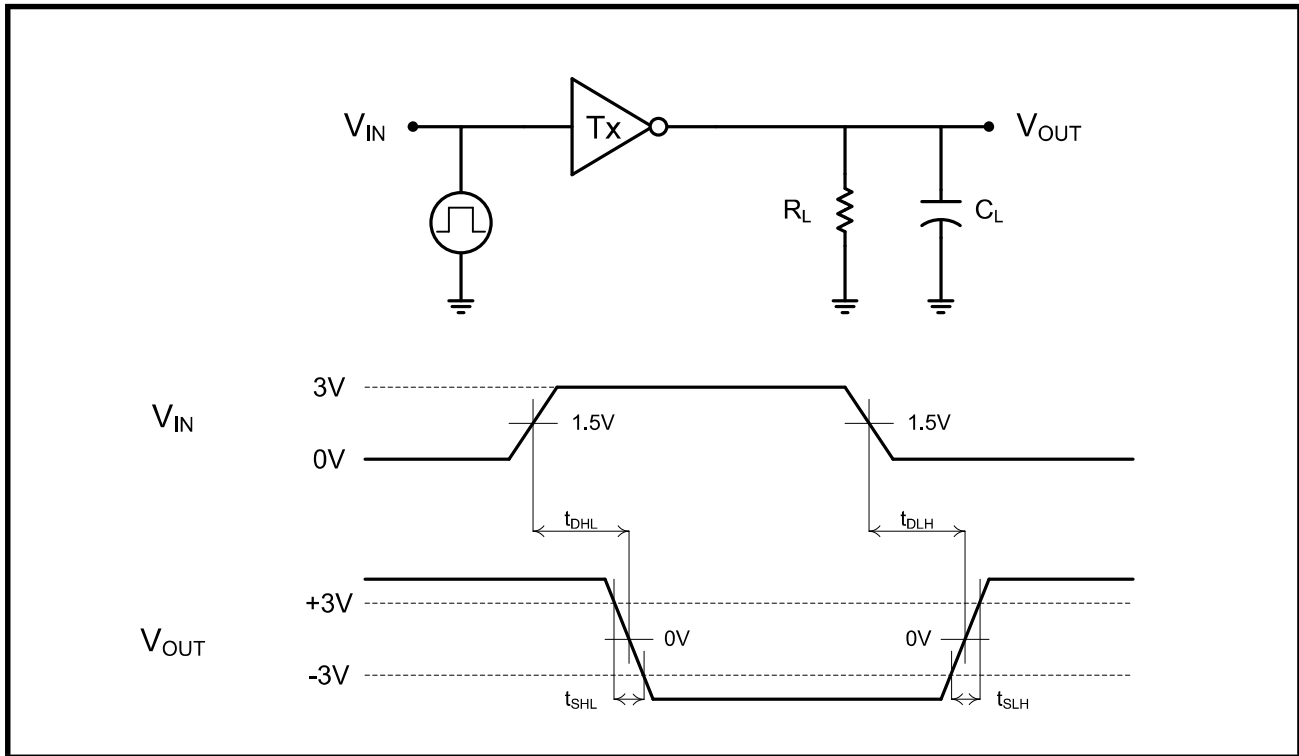 V_IN
Tx
V_OUT
R_L
C_L
3V
V_IN
1.5V
1.5V
0V
t_DHL
t_DLH
+3V
V_OUT
0V
0V
-3V
t_SHL
t_SLH